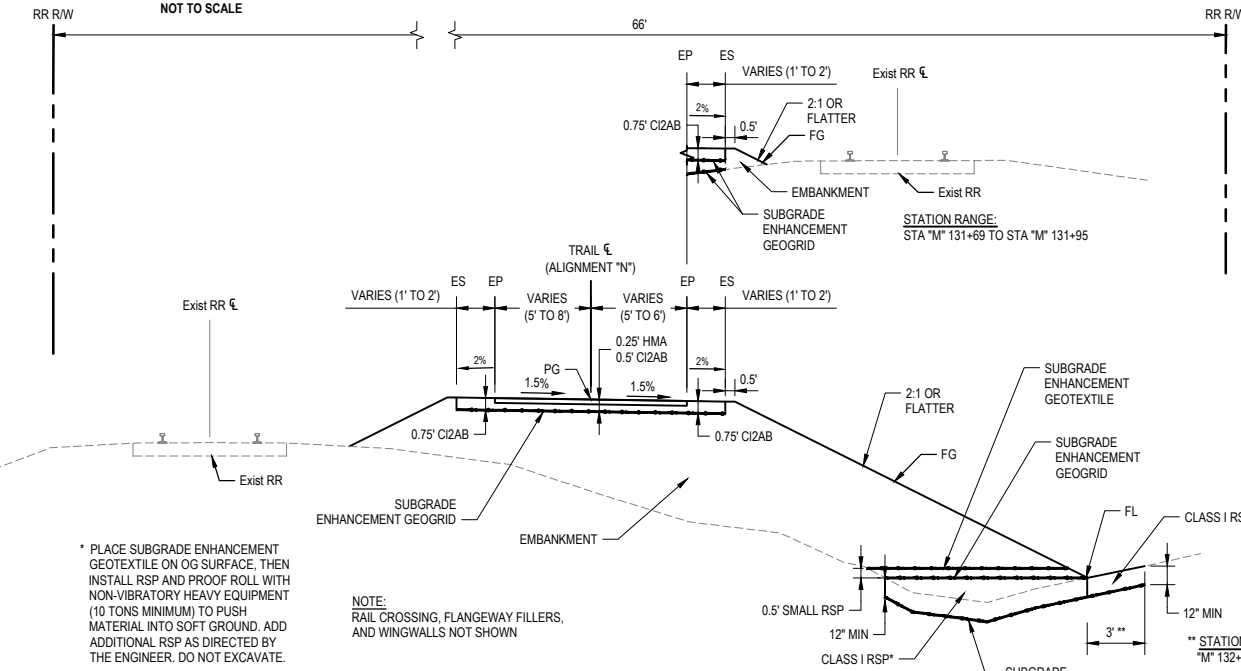 NOT TO SCALE
RR R/W
RR R/W
66'
EP
ES
VARIES (1' TO 2')
Exist RR ℄
2%
2:1 OR
FLATTER
0.75' Cl2AB
0.5'
FG
EMBANKMENT
Exist RR
SUBGRADE
ENHANCEMENT
GEOGRID
STATION RANGE:
STA "M" 131+69 TO STA "M" 131+95
TRAIL ℄
(ALIGNMENT "N")
ES
EP
EP
ES
VARIES (1' TO 2')
VARIES
(5' TO 8')
VARIES
(5' TO 6')
VARIES (1' TO 2')
Exist RR ℄
0.25' HMA
0.5' Cl2AB
2%
PG
2%
1.5%
1.5%
0.5'
SUBGRADE
ENHANCEMENT
GEOTEXTILE
2:1 OR
FLATTER
0.75' Cl2AB
0.75' Cl2AB
SUBGRADE
ENHANCEMENT
GEOGRID
FG
Exist RR
SUBGRADE
ENHANCEMENT GEOGRID
FL
EMBANKMENT
* PLACE SUBGRADE ENHANCEMENT
GEOTEXTILE ON OG SURFACE, THEN
INSTALL RSP AND PROOF ROLL WITH
NON-VIBRATORY HEAVY EQUIPMENT
(10 TONS MINIMUM) TO PUSH
MATERIAL INTO SOFT GROUND. ADD
ADDITIONAL RSP AS DIRECTED BY
THE ENGINEER. DO NOT EXCAVATE.
NOTE:
RAIL CROSSING, FLANGEWAY FILLERS,
AND WINGWALLS NOT SHOWN
CLASS I RS
0.5' SMALL RSP
12" MIN
12" MIN
3' **
CLASS I RSP*
** STATION
"M" 132+
SUBGRADE